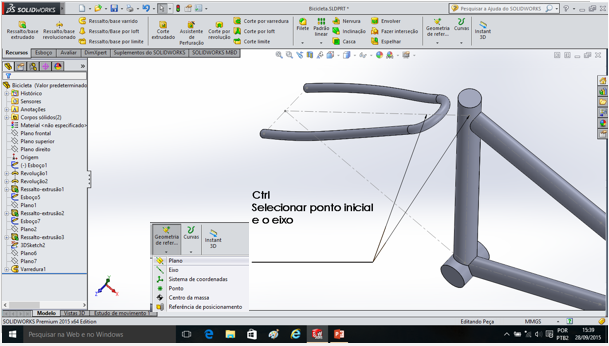 SOLIDWORKS
Bicicleta.SLDPRT *
Pesquisar a Ajuda do SOLIDWORKS
Ressalto/base extrudado
Ressalto/base revolucionado
Ressalto/base varrido
Ressalto/base por loft
Ressalto/base por limite
Corte extrudado
Assistente de Perfuração
Corte por revolução
Corte por varredura
Corte por loft
Corte por limite
Filete
Padrão linear
Nervura
Inclinação
Casca
Envolver
Fazer interseção
Espelhar
Geometria de refer...
Curvas
Instant 3D
Recursos
Esboço
Avaliar
DimXpert
Suplementos do SOLIDWORKS
SOLIDWORKS MBD
Bicicleta (Valor predeterminado
Histórico
Sensores
Anotações
Corpos sólidos(2)
Material <não especificado>
Plano frontal
Plano superior
Plano direito
Origem
(-) Esboço1
Revolução1
Revolução2
Ressalto-extrusão1
Esboço5
Plano1
Ressalto-extrusão2
Esboço7
Plano2
Ressalto-extrusão3
3DSketch2
Plano6
Plano7
Varredura1
Ctrl
Selecionar ponto inicial
e o eixo
Geometria de refer...
Curvas
Instant 3D
Plano
Eixo
Sistema de coordenadas
Ponto
Centro da massa
Referência de posicionamento
Modelo
Vistas 3D
Estudo de movimento 1
SOLIDWORKS Premium 2015 x64 Edition
Editando Peça
MMGS
Pesquisar na Web e no Windows
POR
PTB2
15:39
28/09/2015